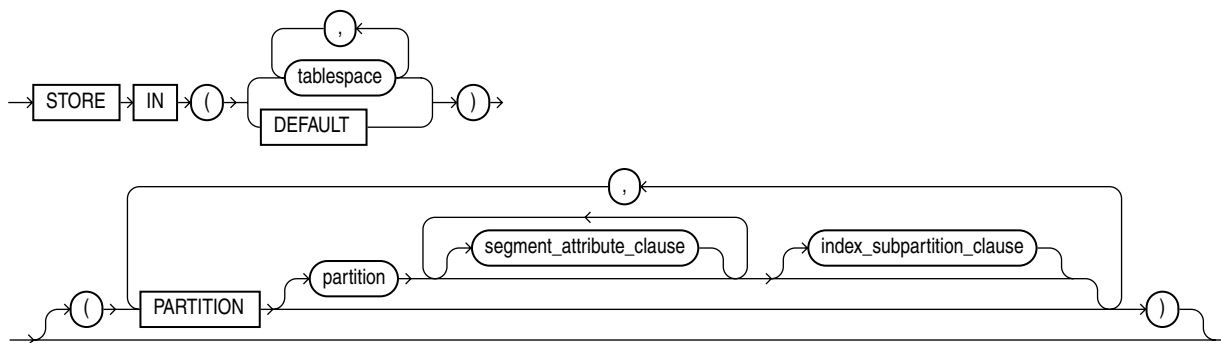 ,
tablespace
STORE IN ( )
DEFAULT
,
segment_attribute_clause index_subpartition_clause
partition
( PARTITION )